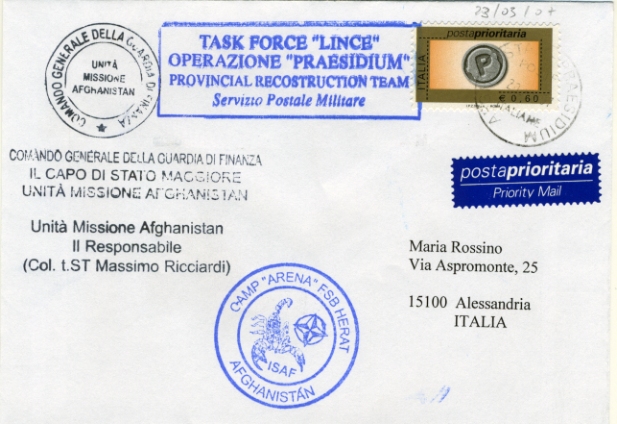 23/03/07
COMANDO GENERALE DELLA GUARDIA DI FINANZA
UNITÀ
MISSIONE
AFGHANISTAN
TASK FORCE "LINCE"
OPERAZIONE "PRAESIDIUM"
PROVINCIAL RECOSTRUCTION TEAM
Servizio Postale Militare
postaprioritaria
ITALIA
P
€ 0,60
PRAESIDIUM
postaprioritaria
Priority Mail
COMANDO GENERALE DELLA GUARDIA DI FINANZA
IL CAPO DI STATO MAGGIORE
UNITÀ MISSIONE AFGHANISTAN
Unità Missione Afghanistan
Il Responsabile
(Col. t.ST Massimo Ricciardi)
Maria Rossino
Via Aspromonte, 25
15100 Alessandria
ITALIA
CAMP "ARENA" FSB HERAT
ISAF
AFGHANISTÁN